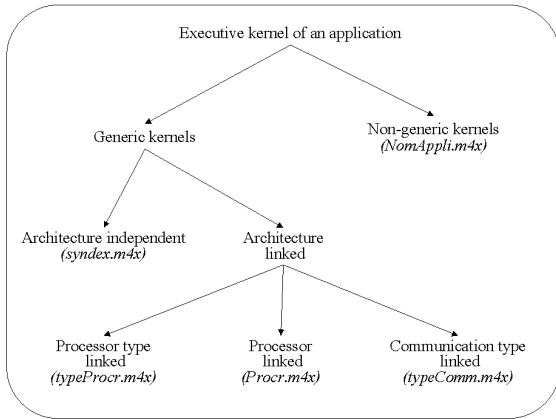 Executive kernel of an application
Generic kernels
Non-generic kernels
(NomAppli.m4x)
Architecture independent
(syndex.m4x)
Architecture
linked
Processor type
linked
(typeProcr.m4x)
Processor
linked
(Procr.m4x)
Communication type
linked
(typeComm.m4x)